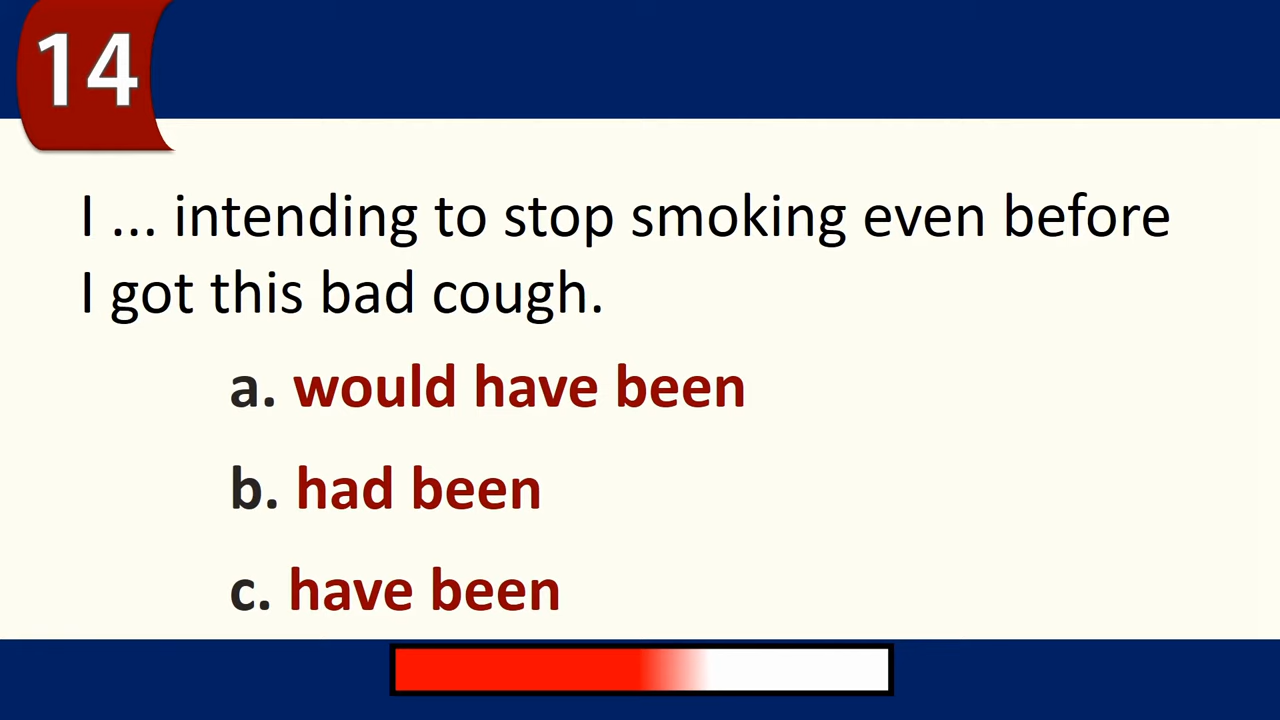 14
I ... intending to stop smoking even before
I got this bad cough.
a. would have been
b. had been
c. have been